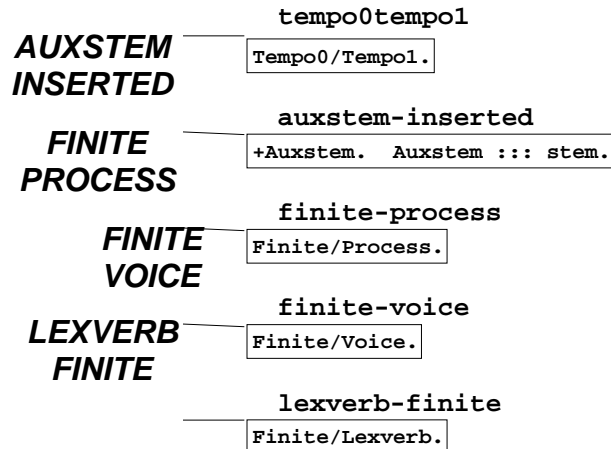 tempo0tempo1
AUXSTEM
INSERTED
Tempo0/Tempo1.
auxstem-inserted
FINITE
PROCESS
+Auxstem. Auxstem ::: stem.
finite-process
FINITE
VOICE
Finite/Process.
finite-voice
LEXVERB
FINITE
Finite/Voice.
lexverb-finite
Finite/Lexverb.